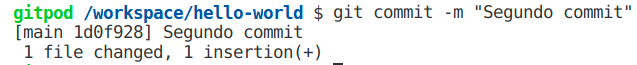 gitpod /workspace/hello-world $ git commit -m "Segundo commit"
[main 1d0f928] Segundo commit
 1 file changed, 1 insertion(+)